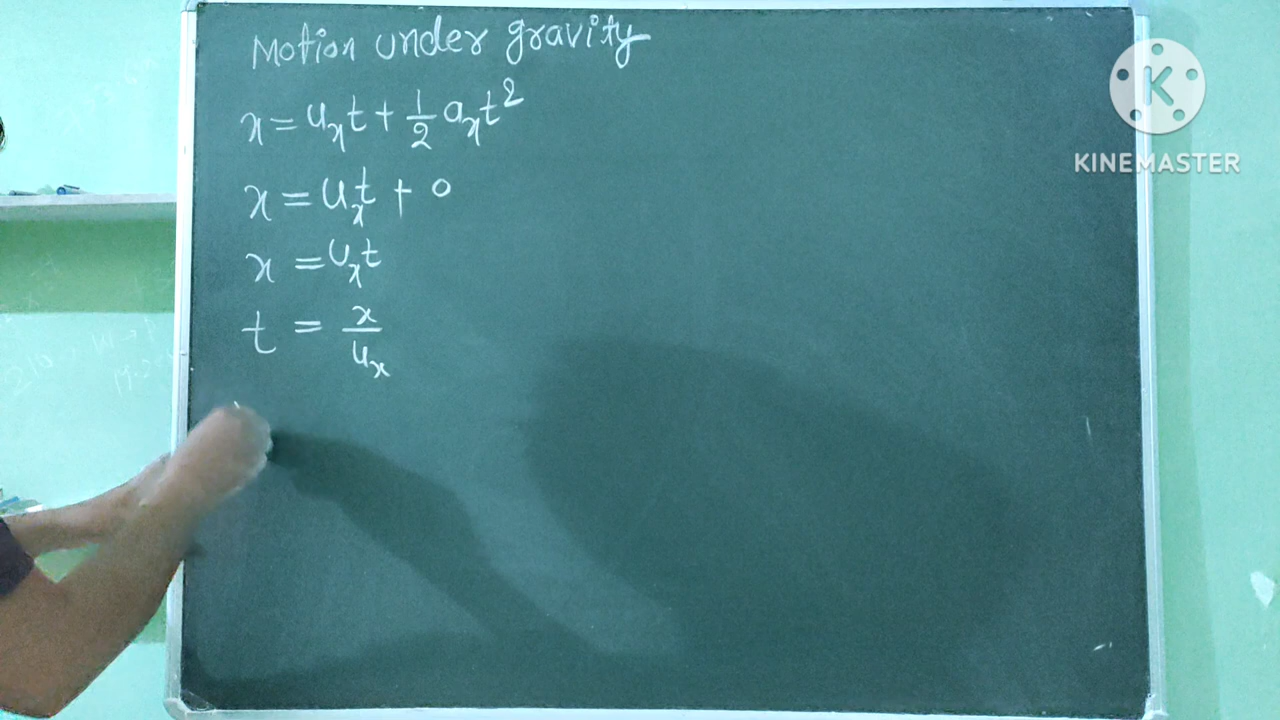 Motion under gravity
x = uₓt + 1/2 aₓt²
x = uₓt + 0
x = uₓt
t = x/uₓ
K
KINEMASTER